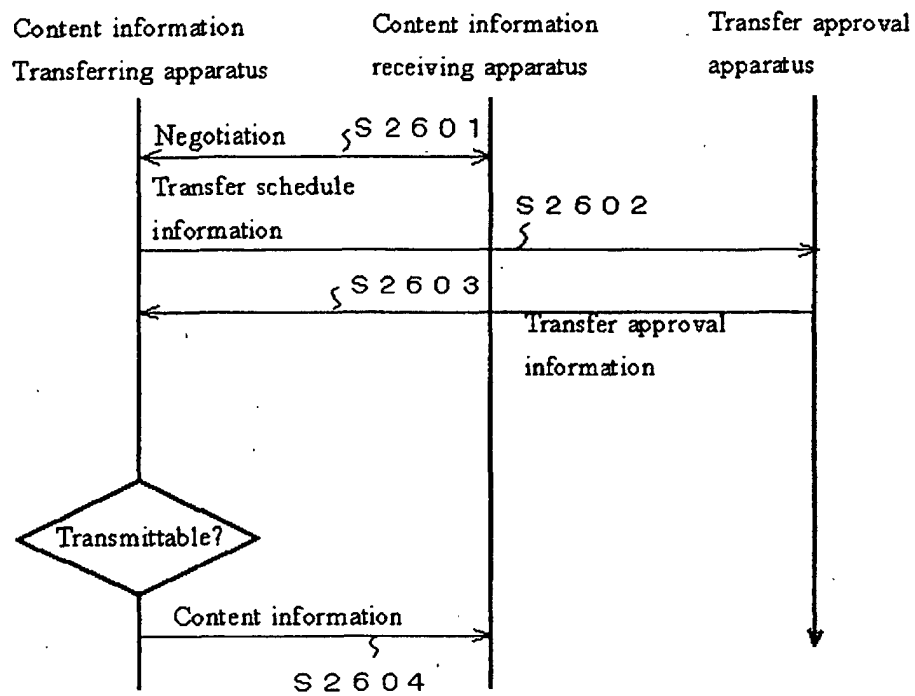 Content information
Transferring apparatus
Content information
receiving apparatus
Transfer approval
apparatus
Negotiation
S2601
Transfer schedule
information
S2602
S2603
Transfer approval
information
Transmittable?
Content information
S2604